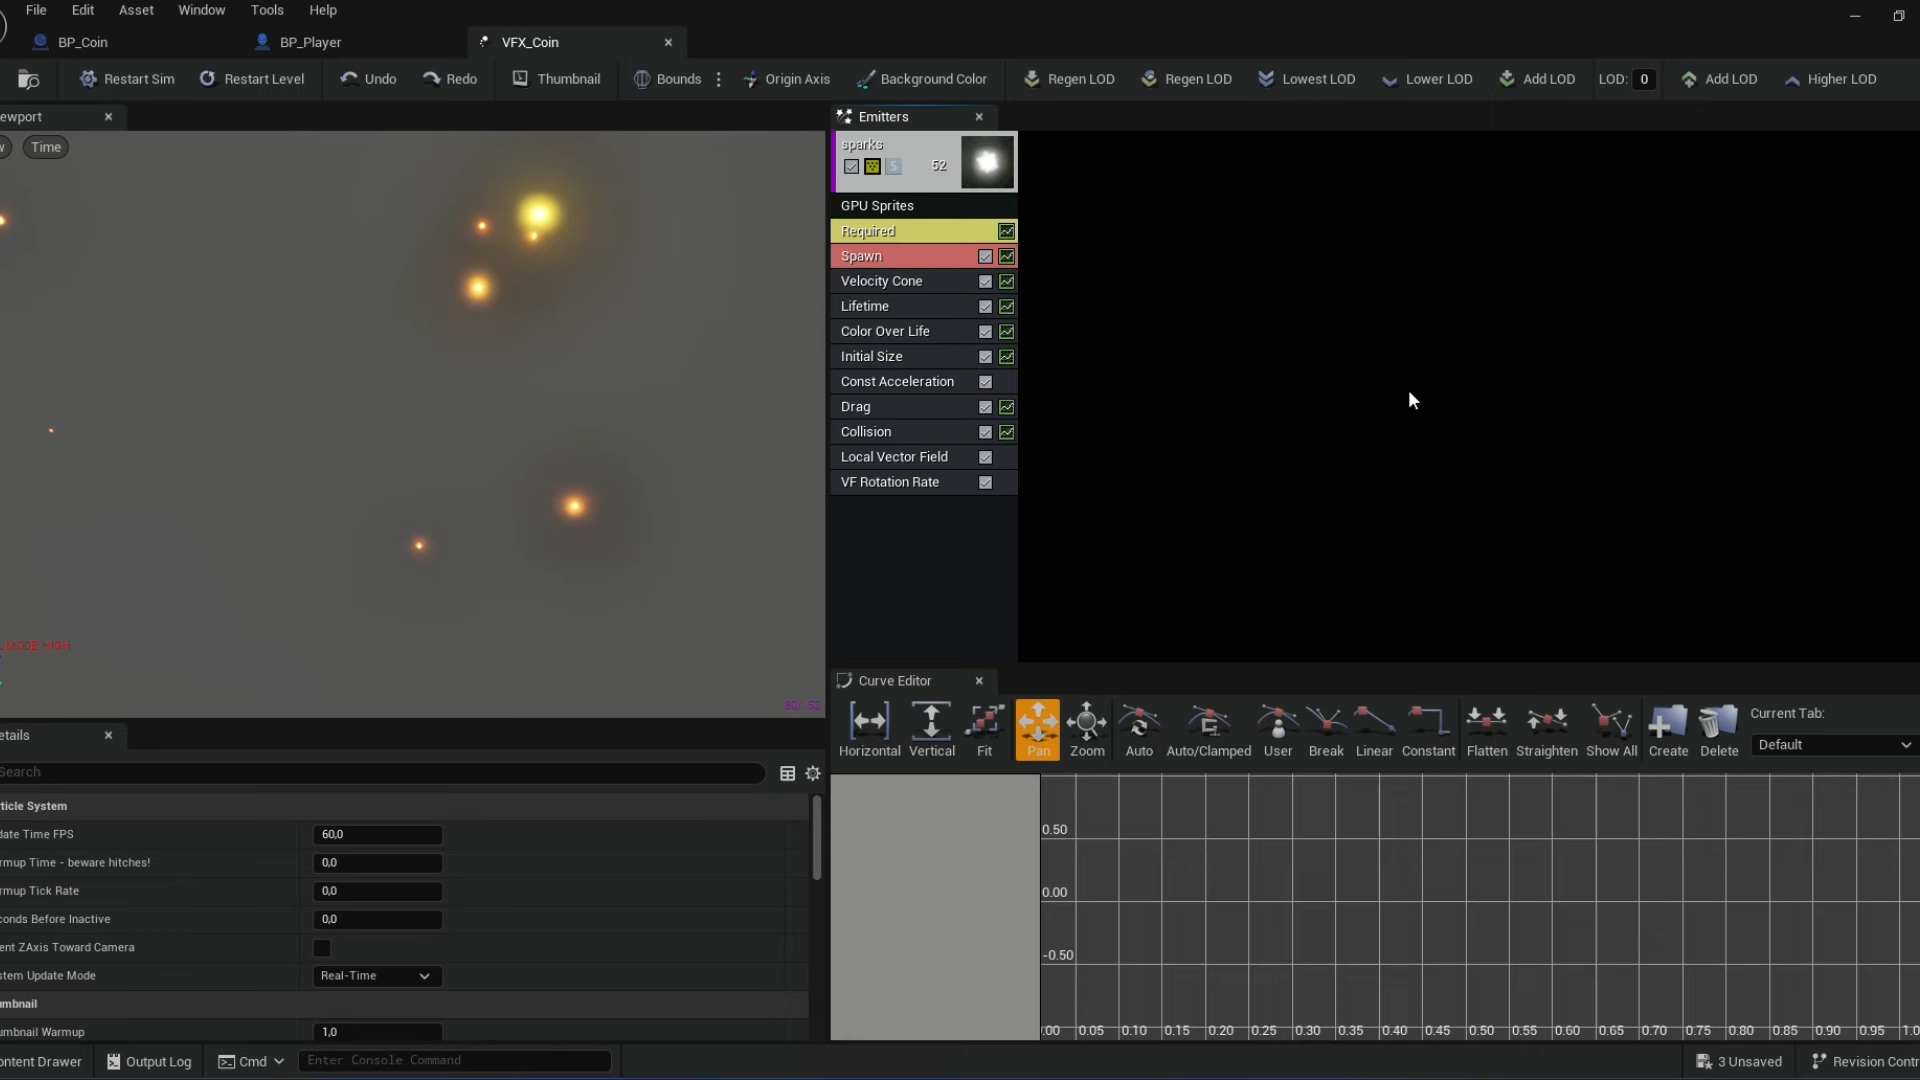 File Edit Asset Window Tools Help
BP_Coin BP_Player VFX_Coin
Restart Sim Restart Level Undo Redo Thumbnail Bounds Origin Axis Background Color Regen LOD Regen LOD Lowest LOD Lower LOD Add LOD LOD: 0 Add LOD Higher LOD
ewport Emitters
w Time
sparks
S 52
GPU Sprites
Required
Spawn
Velocity Cone
Lifetime
Color Over Life
Initial Size
Const Acceleration
Drag
Collision
Local Vector Field
VF Rotation Rate
MODE: HIGH
52
Curve Editor
Horizontal Vertical Fit Pan Zoom Auto Auto/Clamped User Break Linear Constant Flatten Straighten Show All Create Delete
Current Tab:
Default
0.50
0.00
-0.50
.00 0.05 0.10 0.15 0.20 0.25 0.30 0.35 0.40 0.45 0.50 0.55 0.60 0.65 0.70 0.75 0.80 0.85 0.90 0.95 1.0
etails
Search
rticle System
date Time FPS 60,0
rmup Time - beware hitches! 0,0
rmup Tick Rate 0,0
conds Before Inactive 0,0
ent ZAxis Toward Camera
stem Update Mode Real-Time
umbnail
umbnail Warmup 1,0
ontent Drawer Output Log Cmd Enter Console Command 3 Unsaved Revision Contr